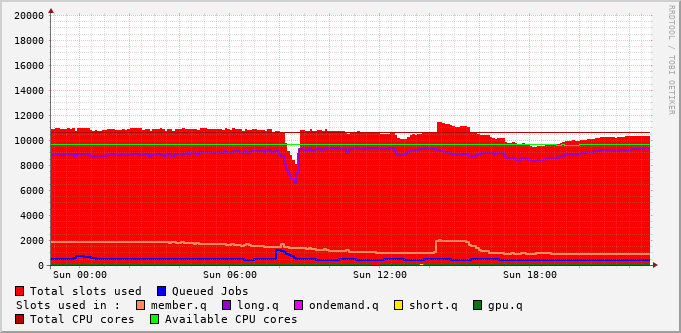 RRDTOOL / TOBI OETIKER
20000
18000
16000
14000
12000
10000
8000
6000
4000
2000
0
Sun 00:00 Sun 06:00 Sun 12:00 Sun 18:00
Total slots used Queued Jobs
Slots used in : member.q long.q ondemand.q short.q gpu.q
Total CPU cores Available CPU cores